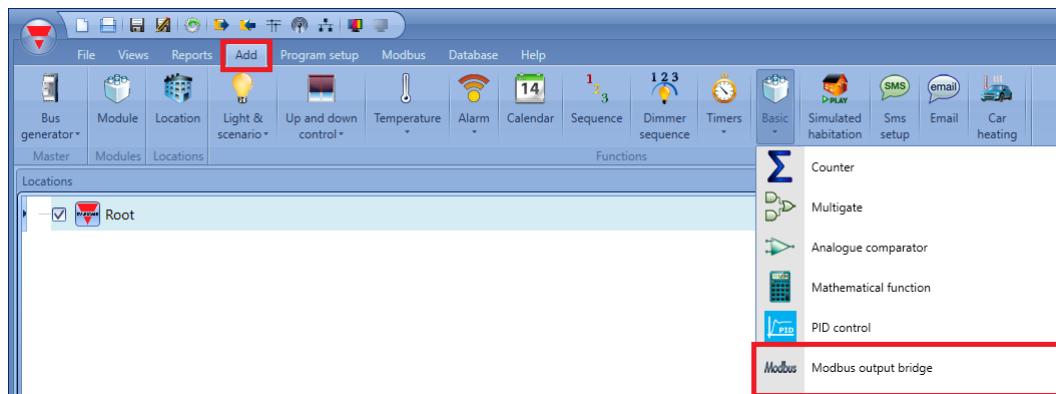 File Views Reports Add Program setup Modbus Database Help
14
1 2 3
1 2 3
PLAY
SMS
email
Bus generator
Module
Location
Light & scenario
Up and down control
Temperature
Alarm
Calendar
Sequence
Dimmer sequence
Timers
Basic
Simulated habitation
Sms setup
Email
Car heating
Master Modules Locations Functions
Locations
Root
Counter
Multigate
Analogue comparator
Mathematical function
PID
PID control
Modbus
Modbus output bridge